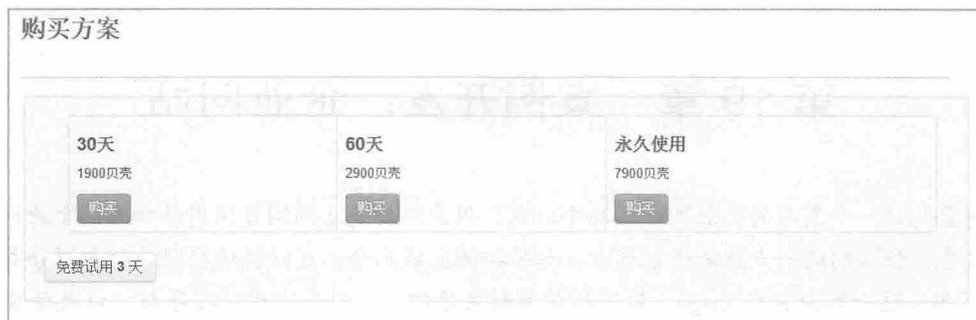 购买方案
30天 60天 永久使用
1900贝壳 2900贝壳 7900贝壳
购买 购买 购买
免费试用 3 天